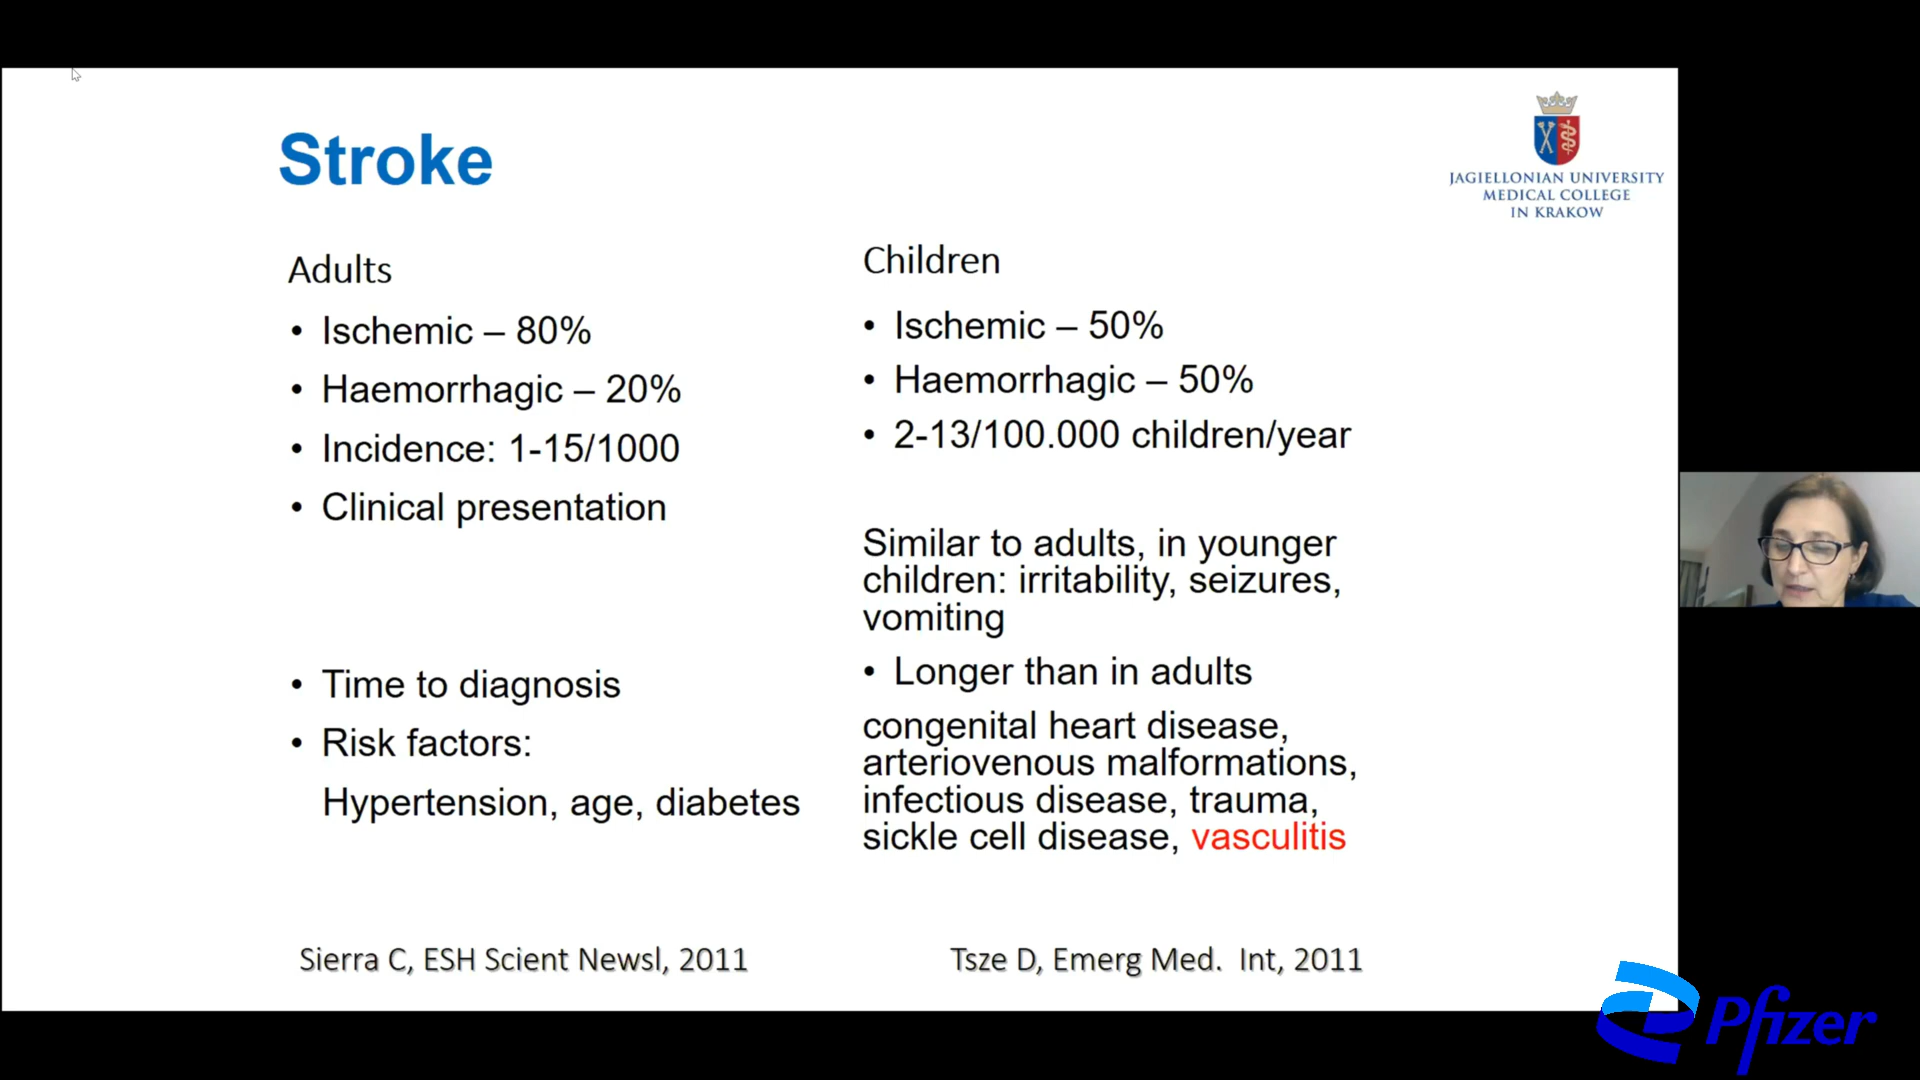 Stroke
JAGIELLONIAN UNIVERSITY
MEDICAL COLLEGE
IN KRAKOW
Adults
• Ischemic – 80%
• Haemorrhagic – 20%
• Incidence: 1-15/1000
• Clinical presentation
• Time to diagnosis
• Risk factors:
Hypertension, age, diabetes
Children
• Ischemic – 50%
• Haemorrhagic – 50%
• 2-13/100.000 children/year
Similar to adults, in younger
children: irritability, seizures,
vomiting
• Longer than in adults
congenital heart disease,
arteriovenous malformations,
infectious disease, trauma,
sickle cell disease, vasculitis
Sierra C, ESH Scient Newsl, 2011
Tsze D, Emerg Med. Int, 2011
Pfizer